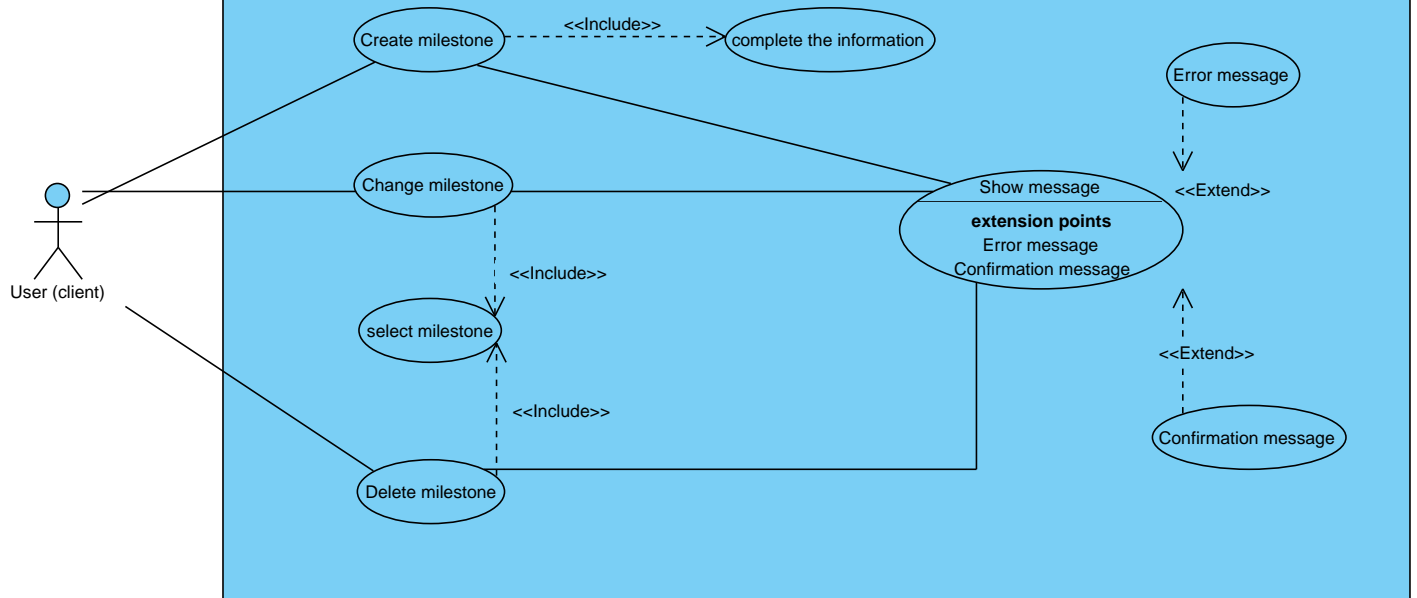 <<Include>>
Create milestone
complete the information
Error message
Change milestone
Show message
<<Extend>>
extension points
Error message
Confirmation message
<<Include>>
User (client)
select milestone
<<Extend>>
<<Include>>
Confirmation message
Delete milestone